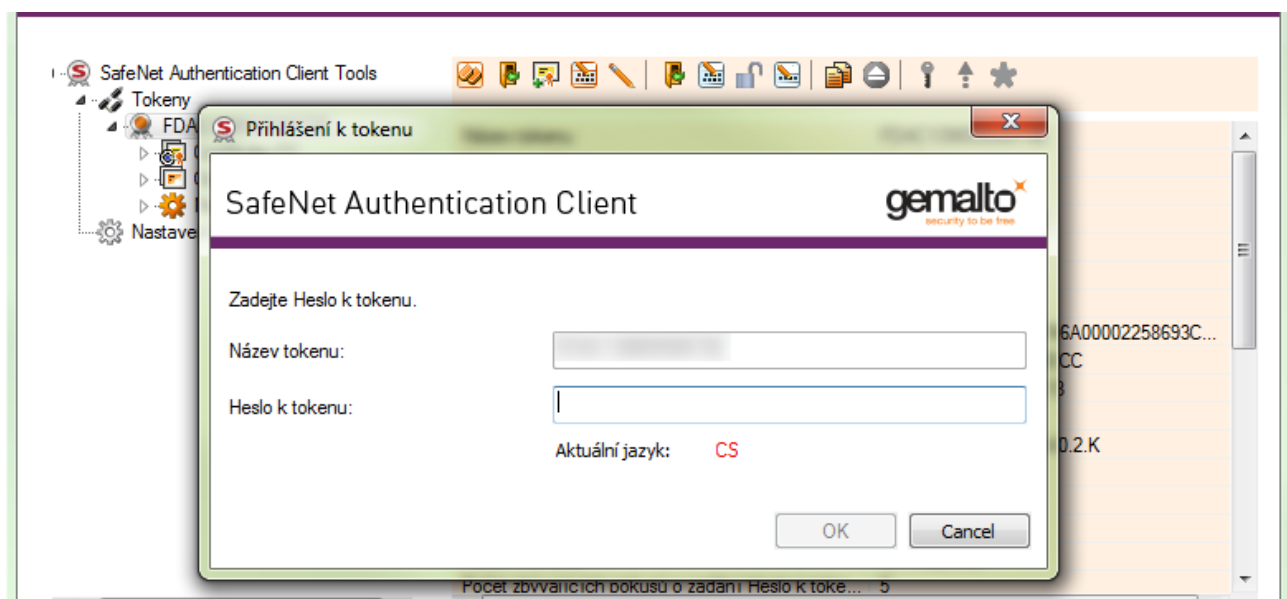 SafeNet Authentication Client Tools
Tokeny
FDA
Přihlášení k tokenu
SafeNet Authentication Client
gemalto
security to be free
Nastave
Zadejte Heslo k tokenu.
Název tokenu:
6A00002258693C...
CC
Heslo k tokenu:
Aktuální jazyk: CS
0.2.K
OK
Cancel
Počet zbývajících pokusů o zadání Heslo k toke... 5